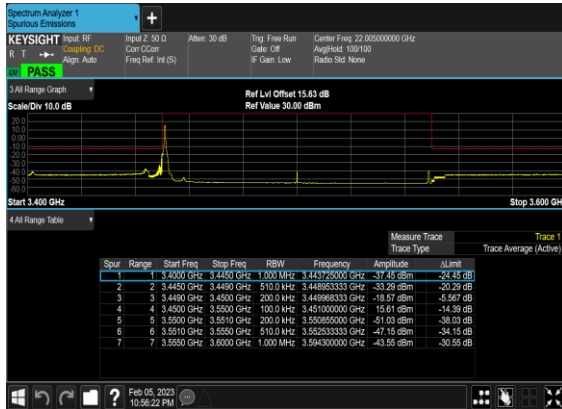 Spectrum Analyzer 1
Spurious Emissions
KEYSIGHT Input: RF Input Z: 50 Ω Atten: 30 dB Trig: Free Run Center Freq: 22.005000000 GHz
R T Coupling: DC Corr CCorr Gate: Off Avg|Hold: 100/100
Align: Auto Freq Ref: Int (S) IF Gain: Low Radio Std: None
PASS
3 All Range Graph
Ref Lvl Offset 15.63 dB
Scale/Div 10.0 dB Ref Value 30.00 dBm
20.0
10.0
0.00
-10.0
-20.0
-30.0
-40.0
-50.0
-60.0
Start 3.400 GHz Stop 3.600 GH
4 All Range Table
Measure Trace Trace 1
Trace Type Trace Average (Active)
Spur Range Start Freq Stop Freq RBW Frequency Amplitude ΔLimit
1 1 3.4000 GHz 3.4450 GHz 1.000 MHz 3.443725000 GHz -37.45 dBm -24.45 dB
2 2 3.4450 GHz 3.4490 GHz 510.0 kHz 3.448953333 GHz -33.29 dBm -20.29 dB
3 3 3.4490 GHz 3.4500 GHz 200.0 kHz 3.449968333 GHz -18.57 dBm -5.567 dB
4 4 3.4500 GHz 3.5500 GHz 100.0 kHz 3.451000000 GHz 15.61 dBm -14.39 dB
5 5 3.5500 GHz 3.5510 GHz 200.0 kHz 3.550855000 GHz -51.03 dBm -38.03 dB
6 6 3.5510 GHz 3.5550 GHz 510.0 kHz 3.552533333 GHz -47.15 dBm -34.15 dB
7 7 3.5550 GHz 3.6000 GHz 1.000 MHz 3.594300000 GHz -43.55 dBm -30.55 dB
Feb 05, 2023
10:56:22 PM